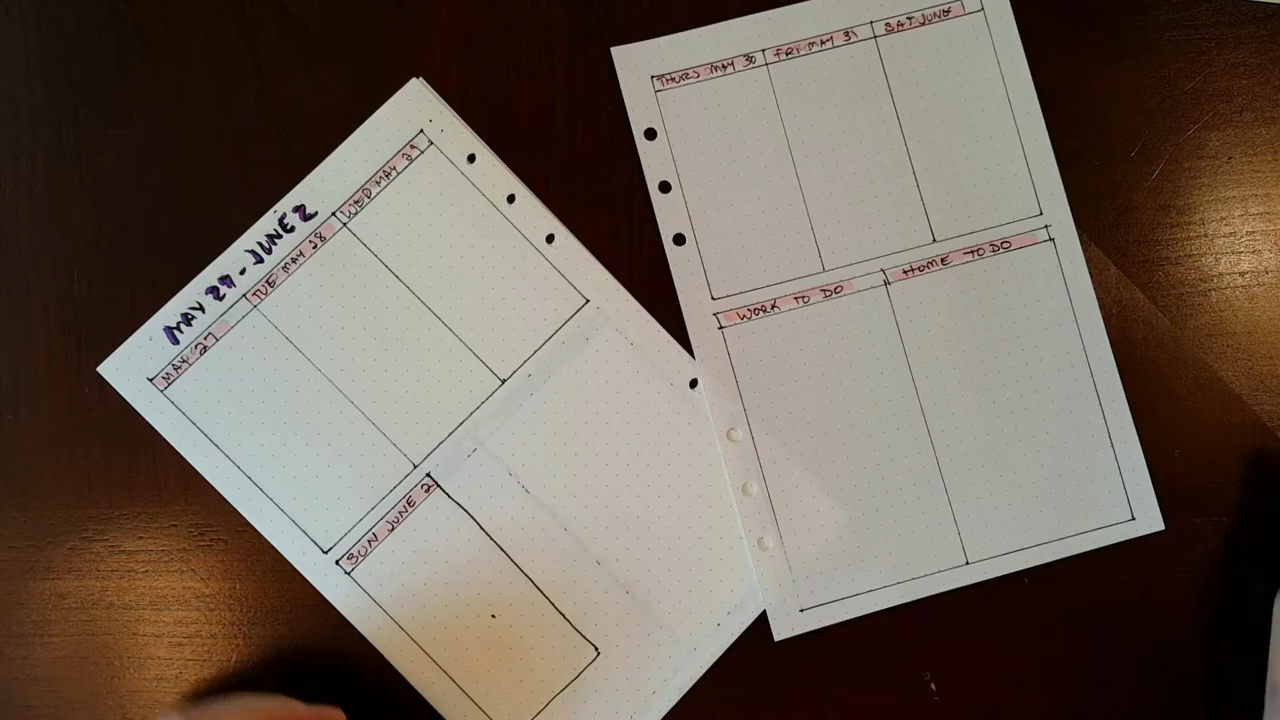 MAY 27 - JUNE 2
MAY 27
TUE MAY 28
WED MAY 29
SUN JUNE 2
THURS MAY 30
FRI MAY 31
SAT JUNE 1
WORK TO DO
HOME TO DO